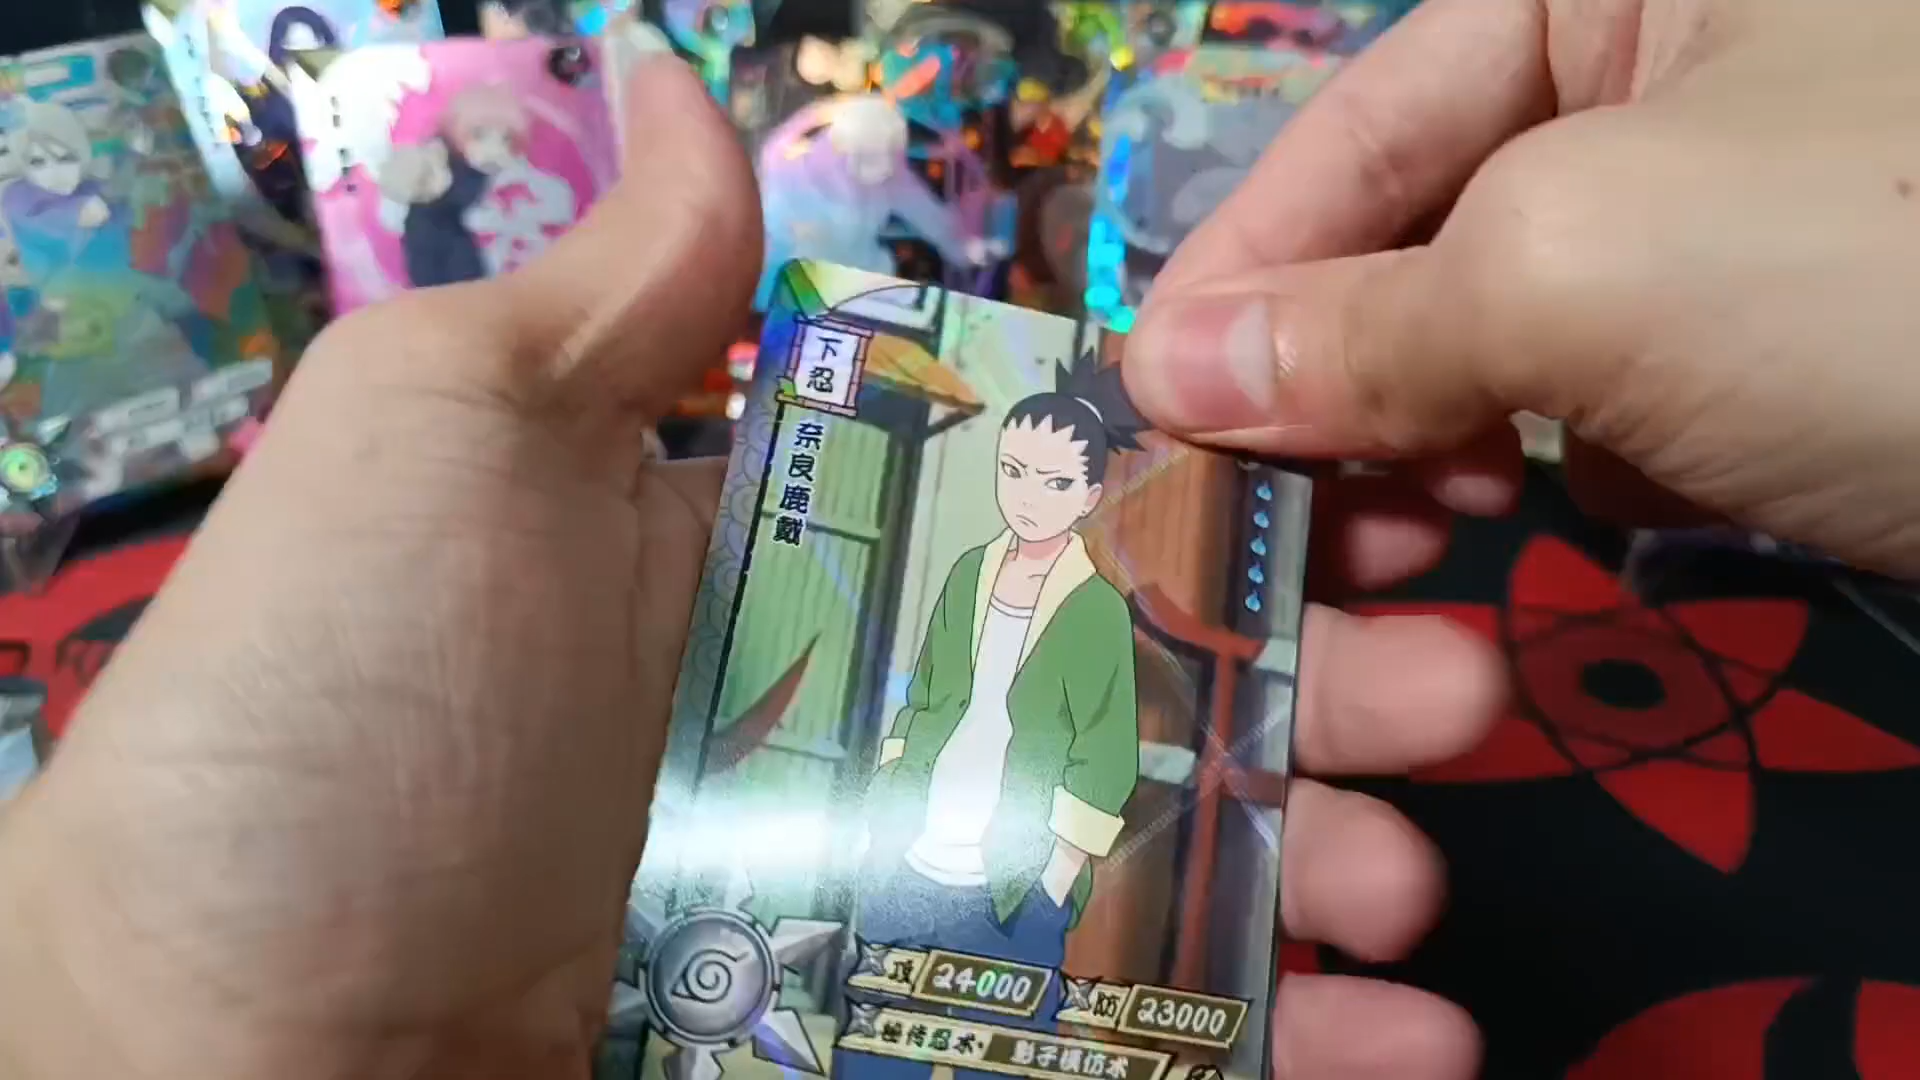 下忍
奈良鹿戴
攻 24000
防 23000
秘传忍术· 影子模仿术